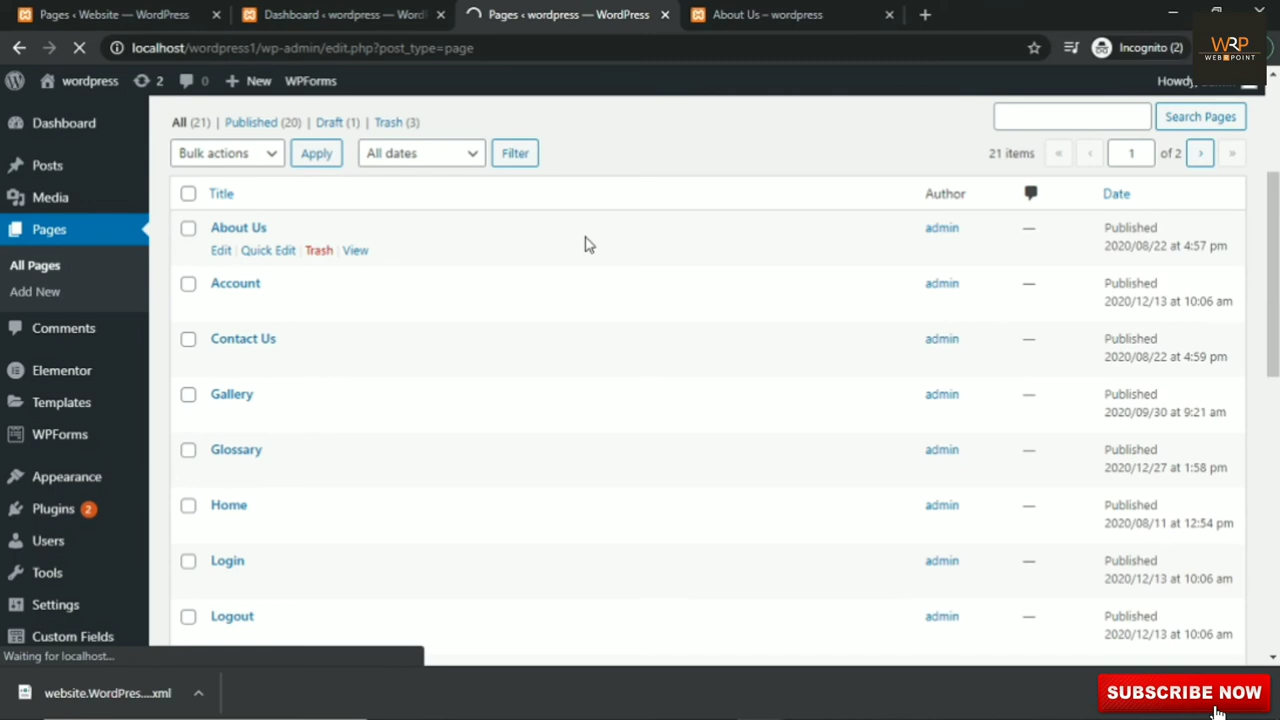 Pages < Website — WordPress
Dashboard < wordpress — Word
Pages < wordpress — WordPress
About Us – wordpress
localhost/wordpress1/wp-admin/edit.php?post_type=page
Incognito (2)
WRP
WEB POINT
wordpress
2
0
New
WPForms
Howdy,
Dashboard
Posts
Media
Pages
All Pages
Add New
Comments
Elementor
Templates
WPForms
Appearance
Plugins 2
Users
Tools
Settings
Custom Fields
All (21) | Published (20) | Draft (1) | Trash (3)
Search Pages
Bulk actions
Apply
All dates
Filter
21 items « ‹ 1 of 2 › »
Title Author Date
About Us admin — Published
Edit | Quick Edit | Trash | View 2020/08/22 at 4:57 pm
Account admin — Published
2020/12/13 at 10:06 am
Contact Us admin — Published
2020/08/22 at 4:59 pm
Gallery admin — Published
2020/09/30 at 9:21 am
Glossary admin — Published
2020/12/27 at 1:58 pm
Home admin — Published
2020/08/11 at 12:54 pm
Login admin — Published
2020/12/13 at 10:06 am
Logout admin — Published
2020/12/13 at 10:06 am
Waiting for localhost...
website.WordPres....xml
SUBSCRIBE NOW